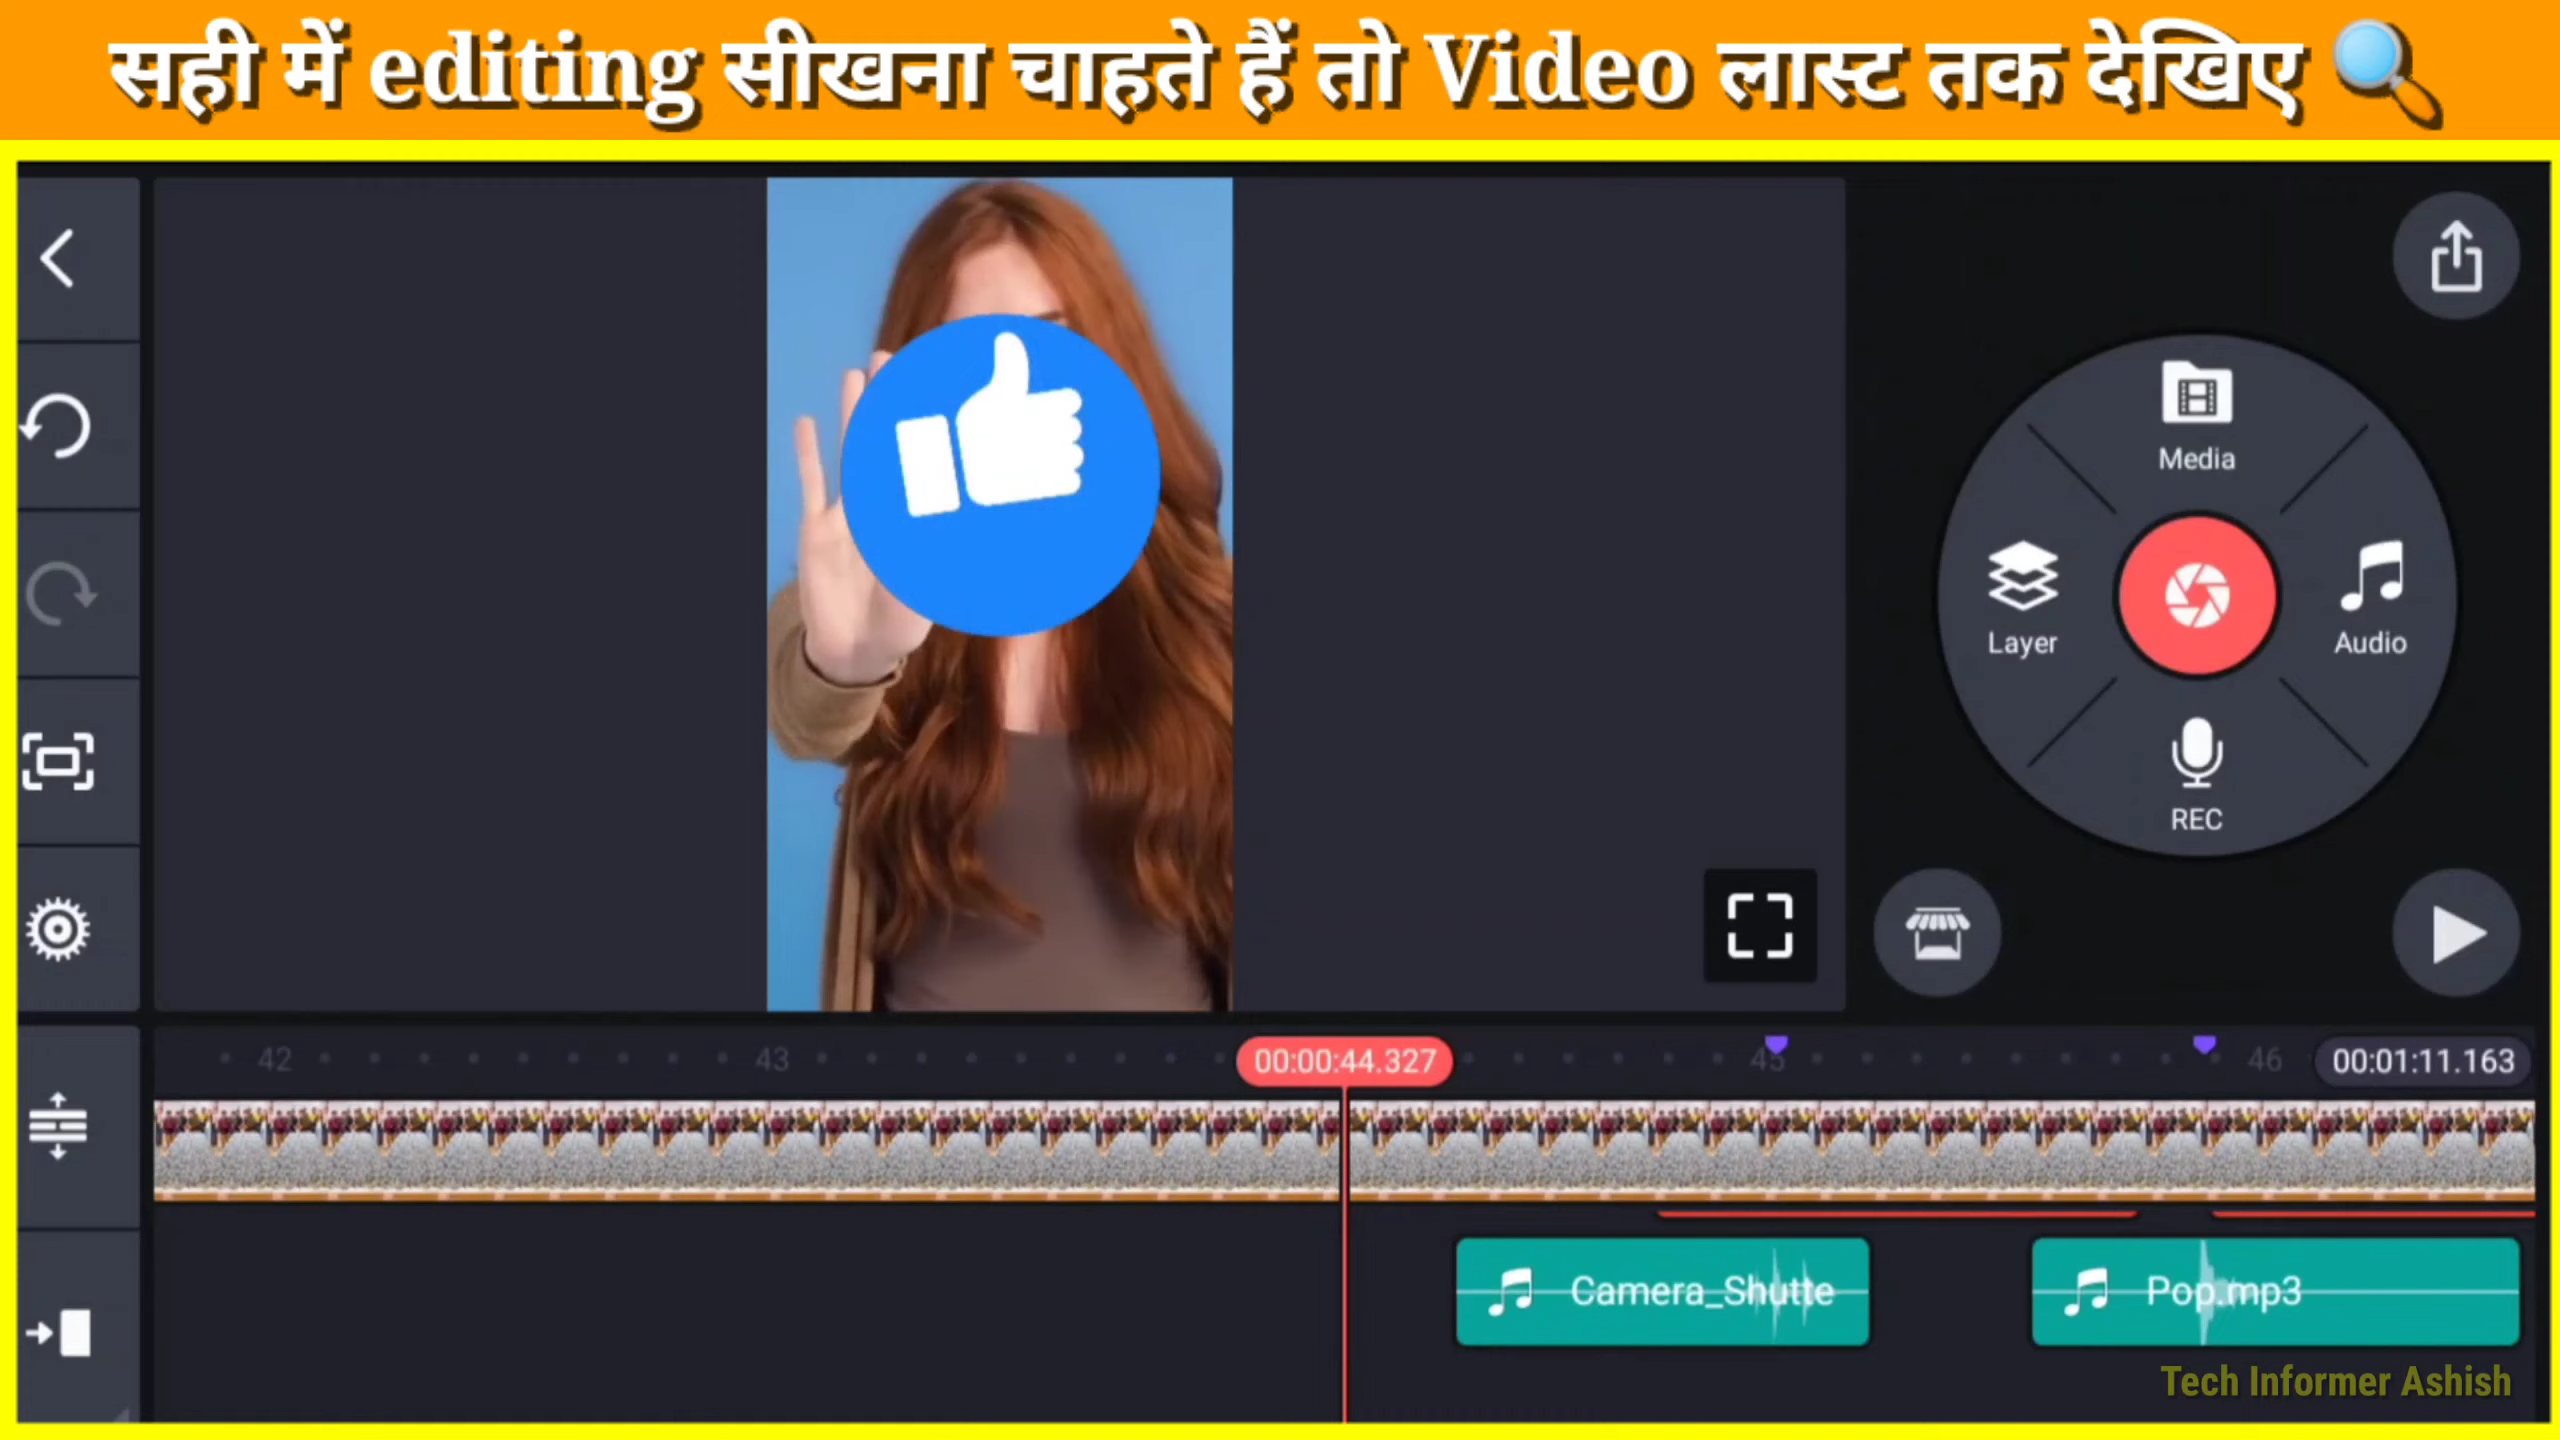 सही में editing सीखना चाहते हैं तो Video लास्ट तक देखिए
Media
Layer
Audio
REC
42
43
00:00:44.327
45
46
00:01:11.163
Camera_Shutte
Pop.mp3
Tech Informer Ashish